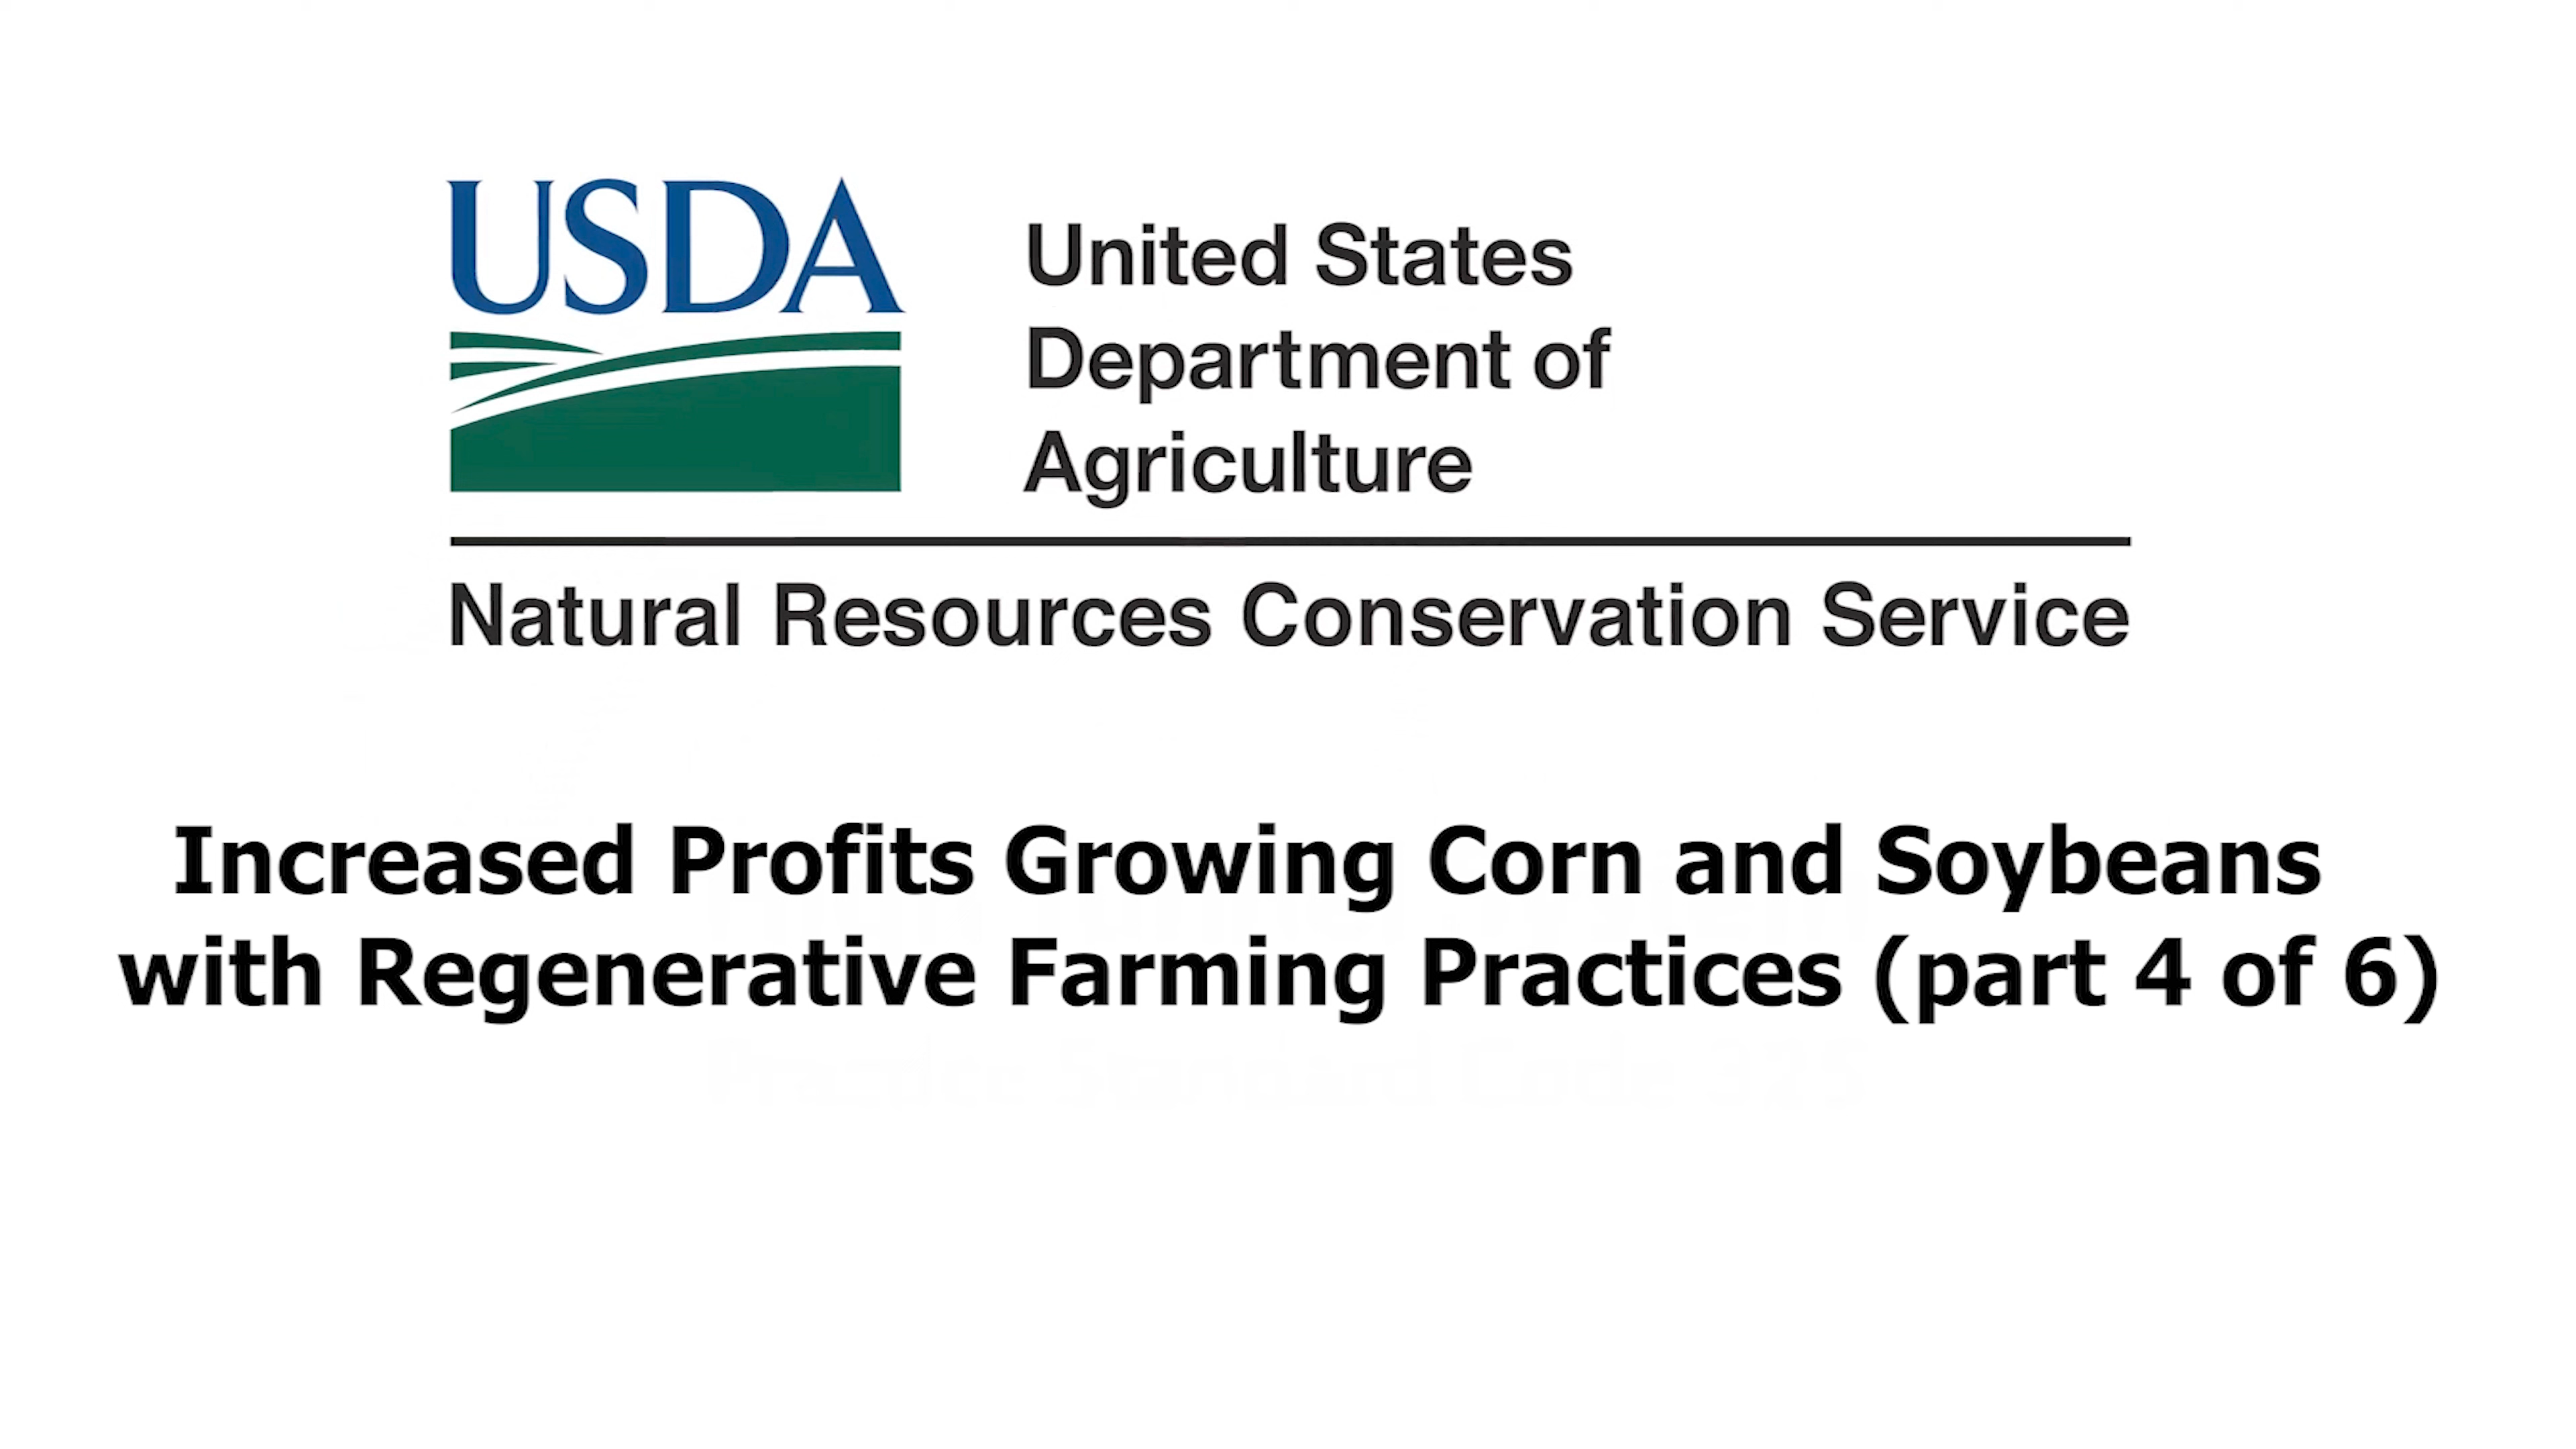 USDA
United States
Department of
Agriculture
Natural Resources Conservation Service
Increased Profits Growing Corn and Soybeans
with Regenerative Farming Practices (part 4 of 6)